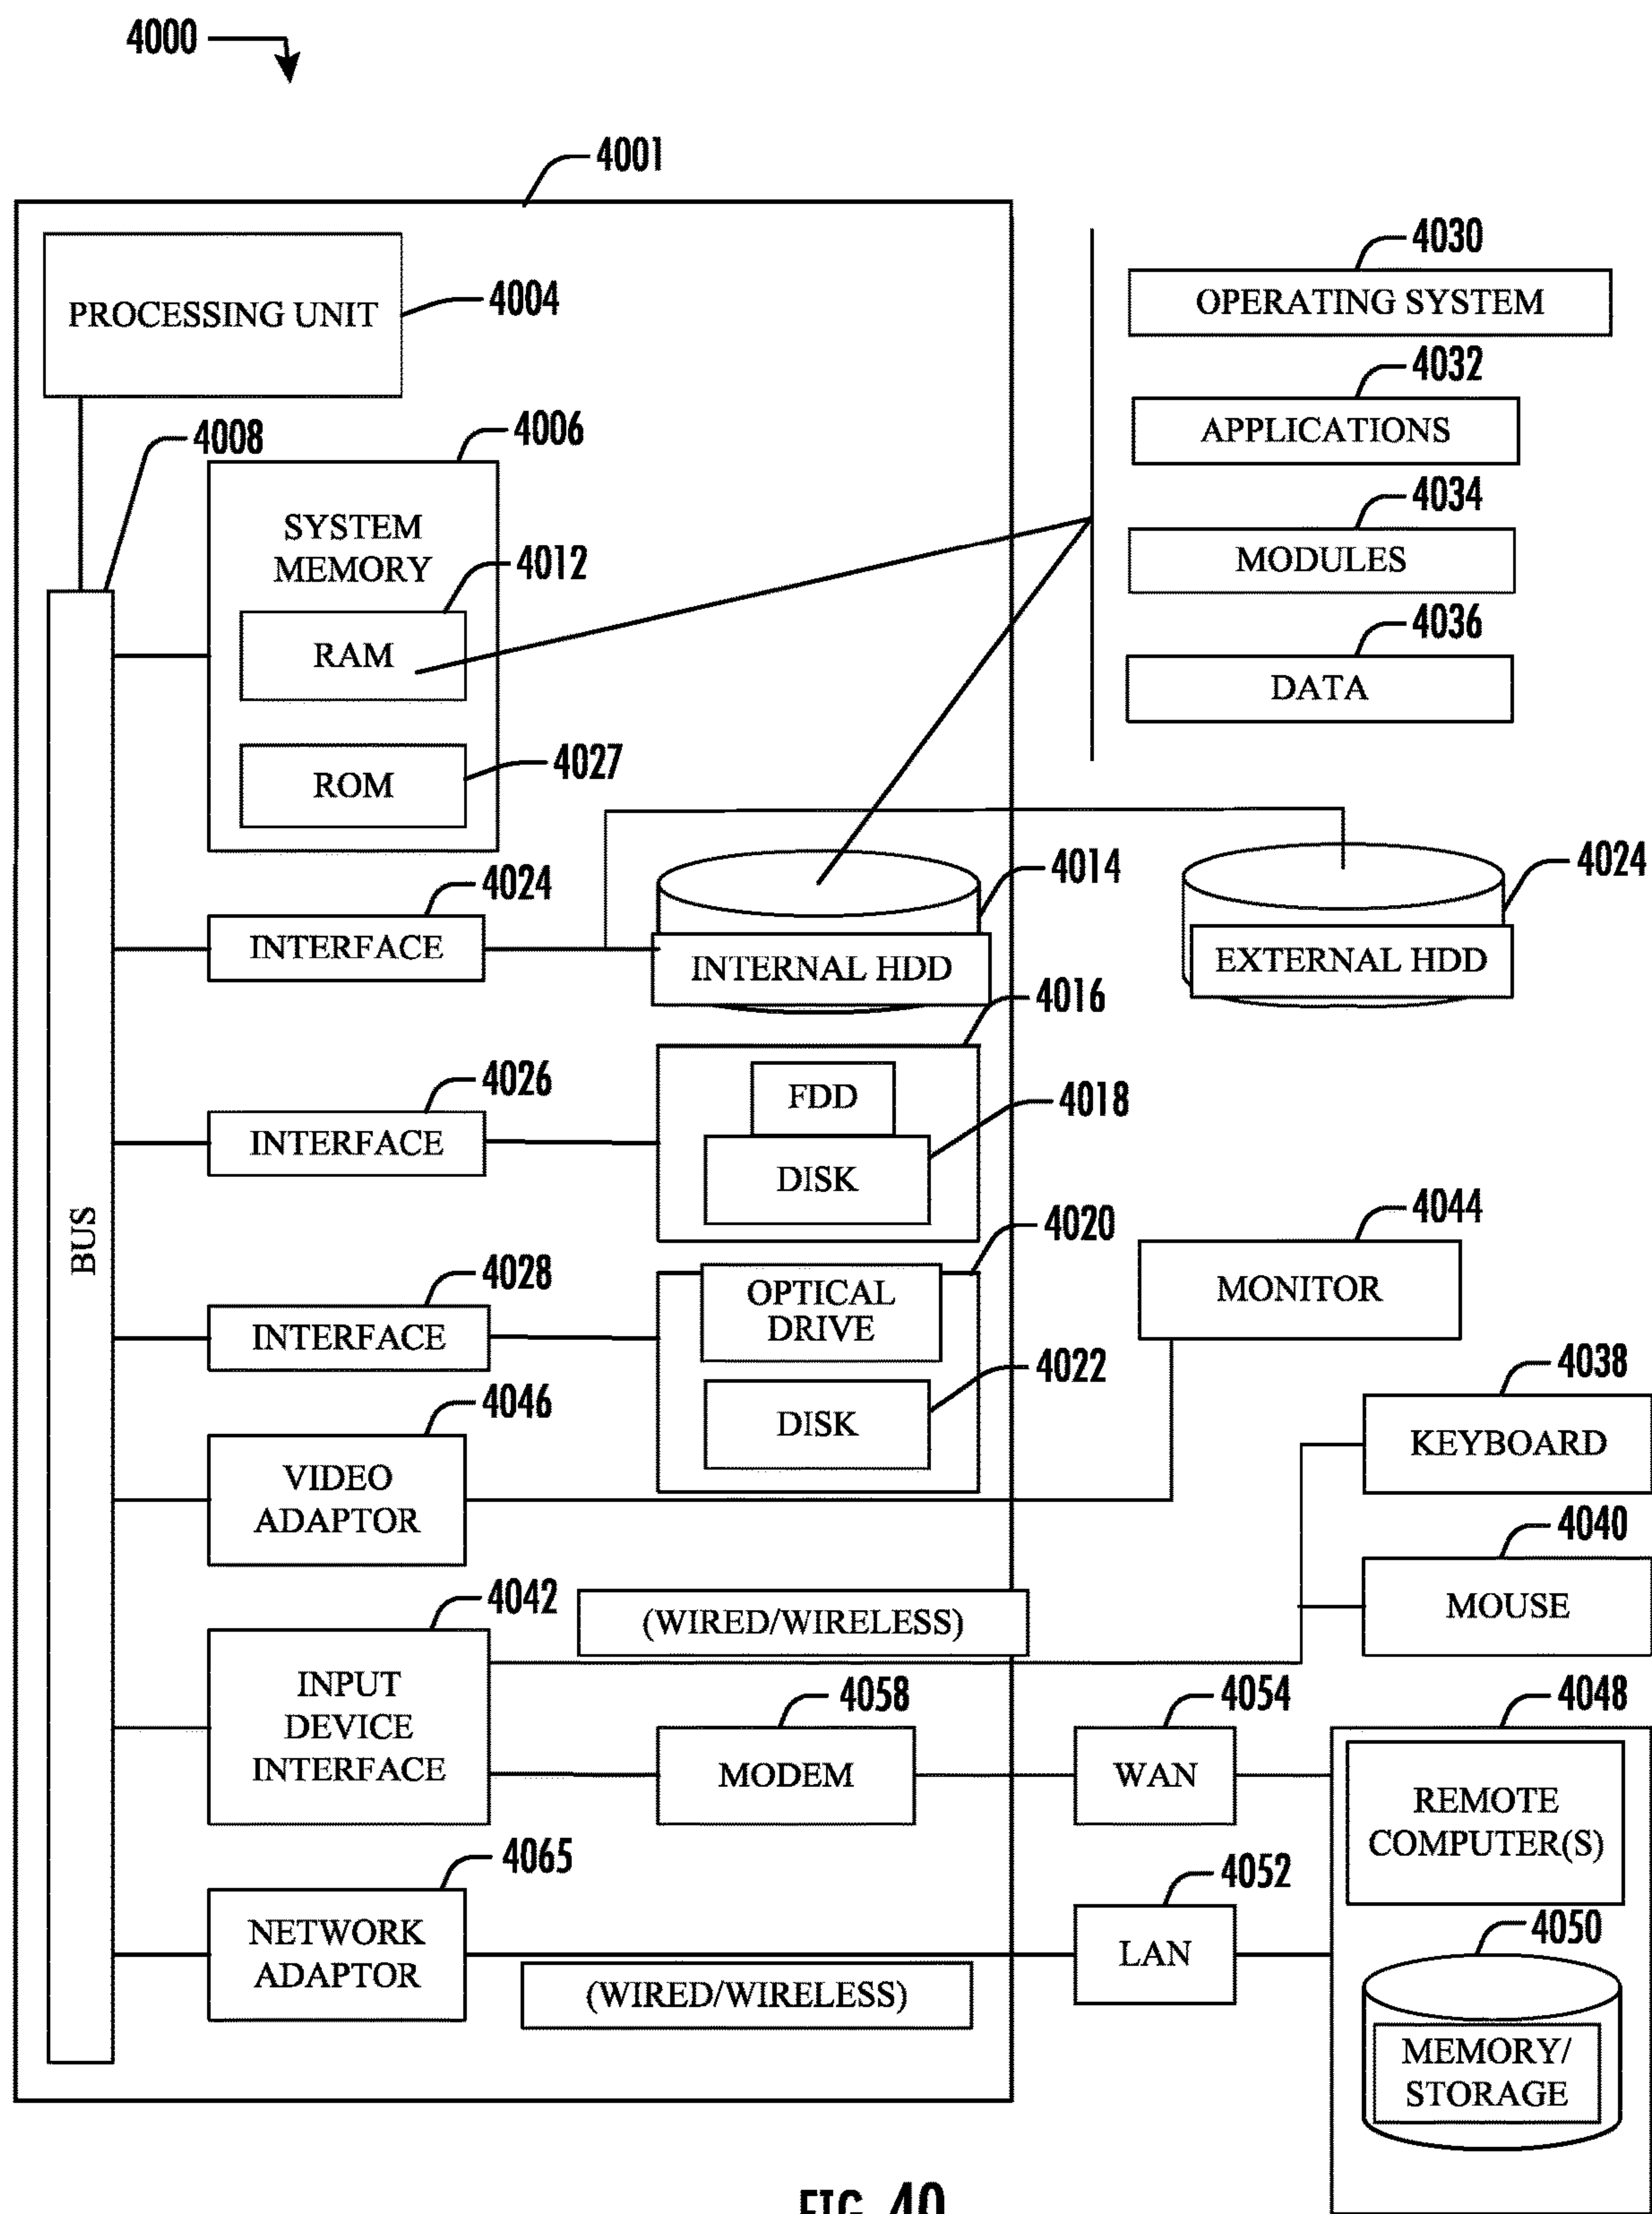 4000
4001
PROCESSING UNIT
4004
4030
OPERATING SYSTEM
4032
APPLICATIONS
4034
MODULES
4036
DATA
4008
4006
SYSTEM
MEMORY
4012
RAM
4027
ROM
4024
INTERFACE
4014
INTERNAL HDD
4024
EXTERNAL HDD
4016
4026
INTERFACE
FDD
4018
DISK
BUS
4028
INTERFACE
4020
OPTICAL
DRIVE
4022
DISK
4044
MONITOR
4046
VIDEO
ADAPTOR
4038
KEYBOARD
4040
MOUSE
4042
INPUT
DEVICE
INTERFACE
(WIRED/WIRELESS)
4058
MODEM
4054
WAN
4048
REMOTE
COMPUTER(S)
4065
NETWORK
ADAPTOR
(WIRED/WIRELESS)
4052
LAN
4050
MEMORY/
STORAGE
FIG. 40